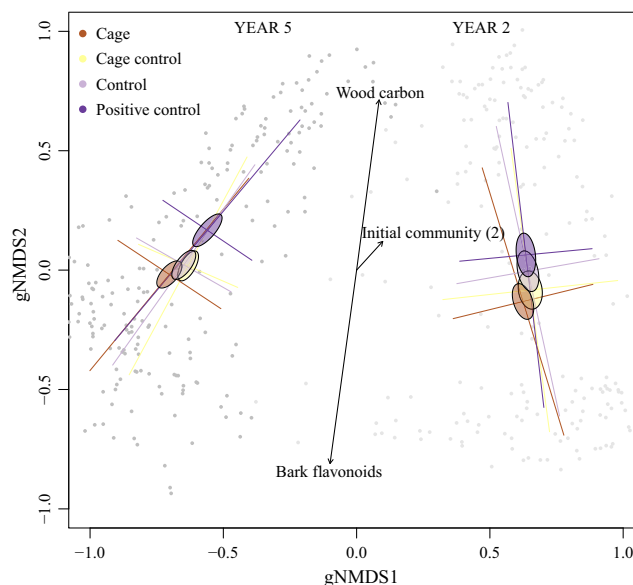 YEAR 5
YEAR 2
Cage
Cage control
Control
Positive control
Wood carbon
Initial community (2)
Bark flavonoids
gNMDS2
1.0
0.5
0.0
−0.5
−1.0
−1.0
−0.5
0.0
0.5
1.0
gNMDS1